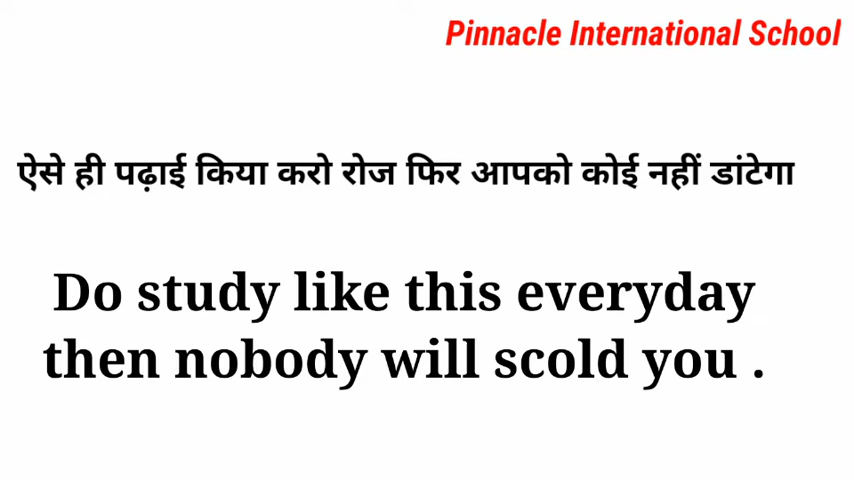 Pinnacle International School
ऐसे ही पढ़ाई किया करो रोज फिर आपको कोई नहीं डांटेगा
Do study like this everyday
then nobody will scold you .